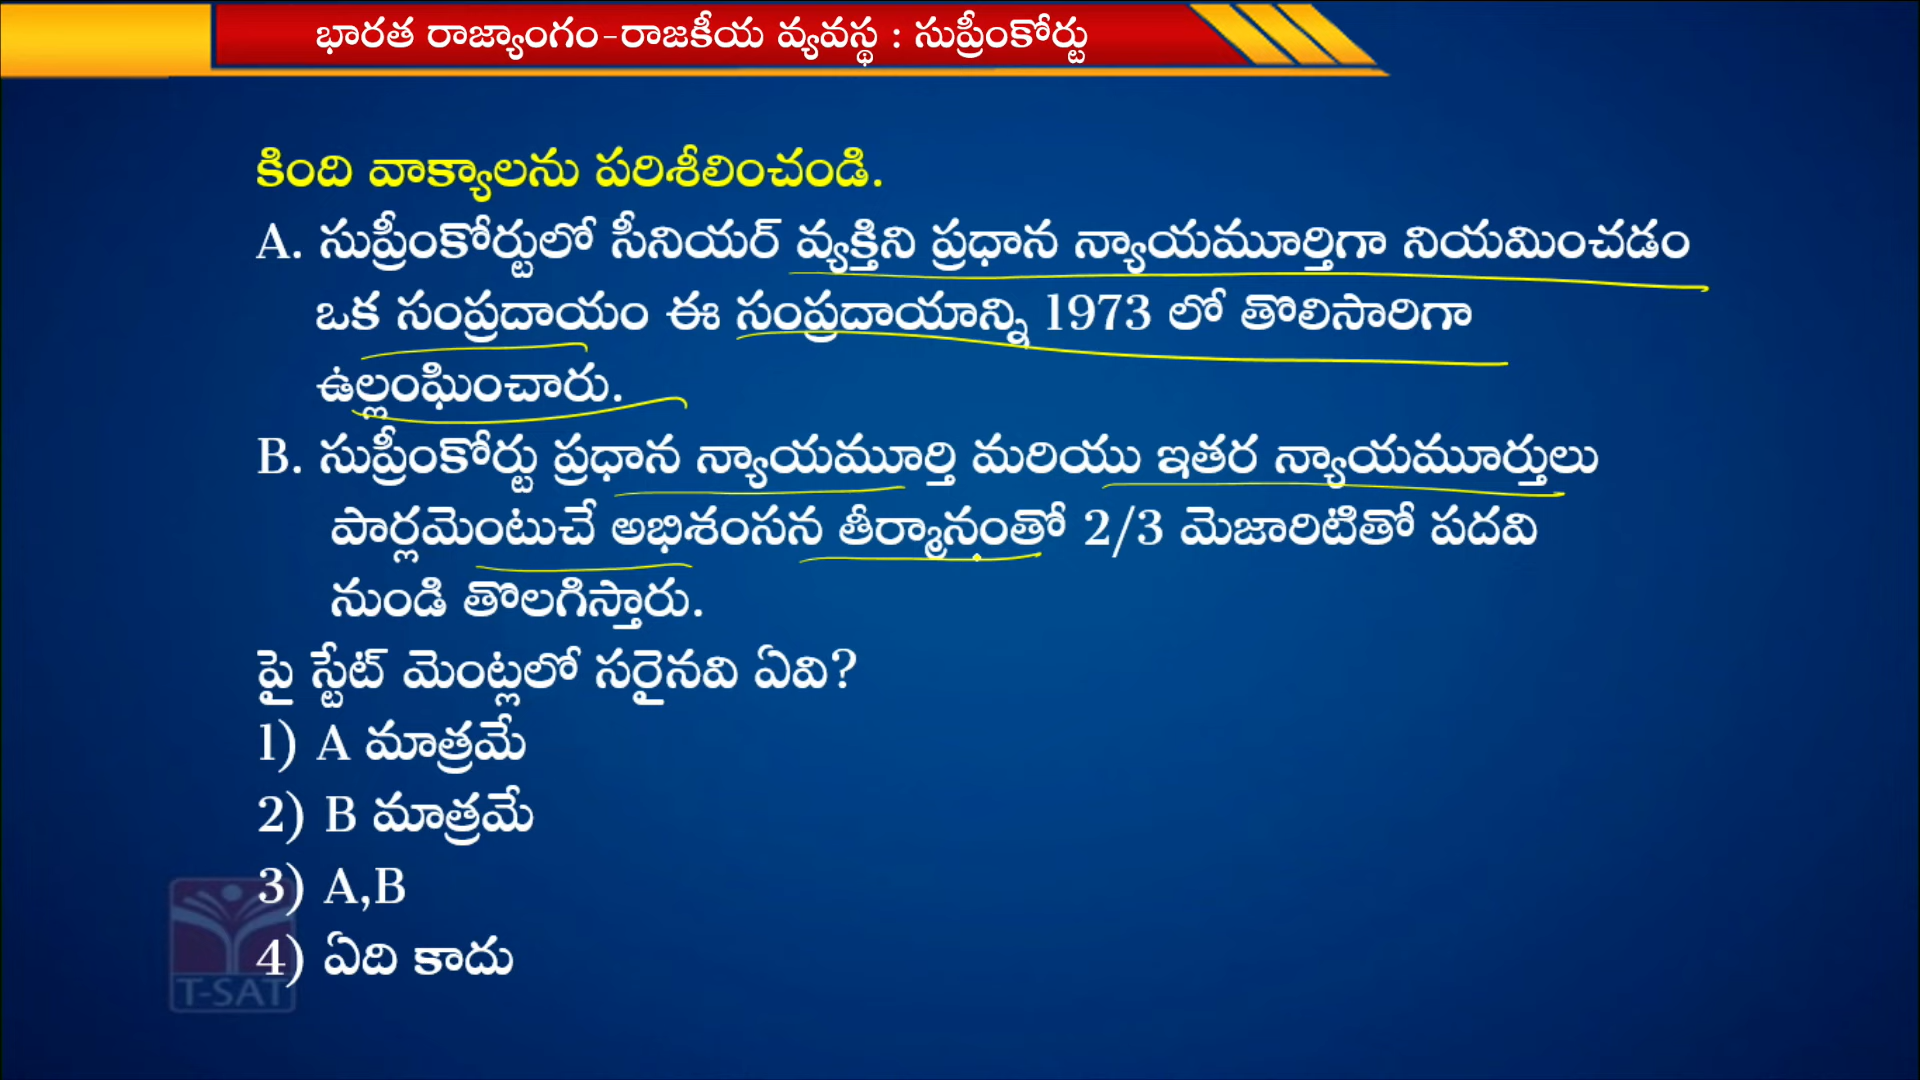 భారత రాజ్యాంగం-రాజకీయ వ్యవస్థ : సుప్రీంకోర్టు
కింది వాక్యాలను పరిశీలించండి.
A. సుప్రీంకోర్టులో సీనియర్ వ్యక్తిని ప్రధాన న్యాయమూర్తిగా నియమించడం
ఒక సంప్రదాయం ఈ సంప్రదాయాన్ని 1973 లో తొలిసారిగా
ఉల్లంఘించారు.
B. సుప్రీంకోర్టు ప్రధాన న్యాయమూర్తి మరియు ఇతర న్యాయమూర్తులు
పార్లమెంటుచే అభిశంసన తీర్మానంతో 2/3 మెజారిటితో పదవి
నుండి తొలగిస్తారు.
పై స్టేట్ మెంట్లలో సరైనవి ఏవి?
1) A మాత్రమే
2) B మాత్రమే
3) A,B
4) ఏది కాదు
T-SAT